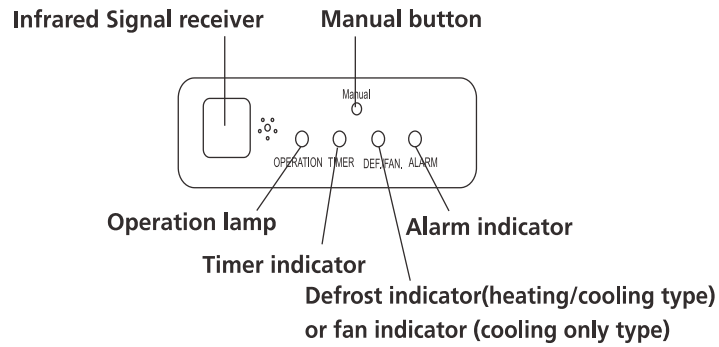 Infrared Signal receiver
Manual button
Manual
OPERATION TIMER DEF./FAN. ALARM
Operation lamp
Alarm indicator
Timer indicator
Defrost indicator(heating/cooling type)
or fan indicator (cooling only type)